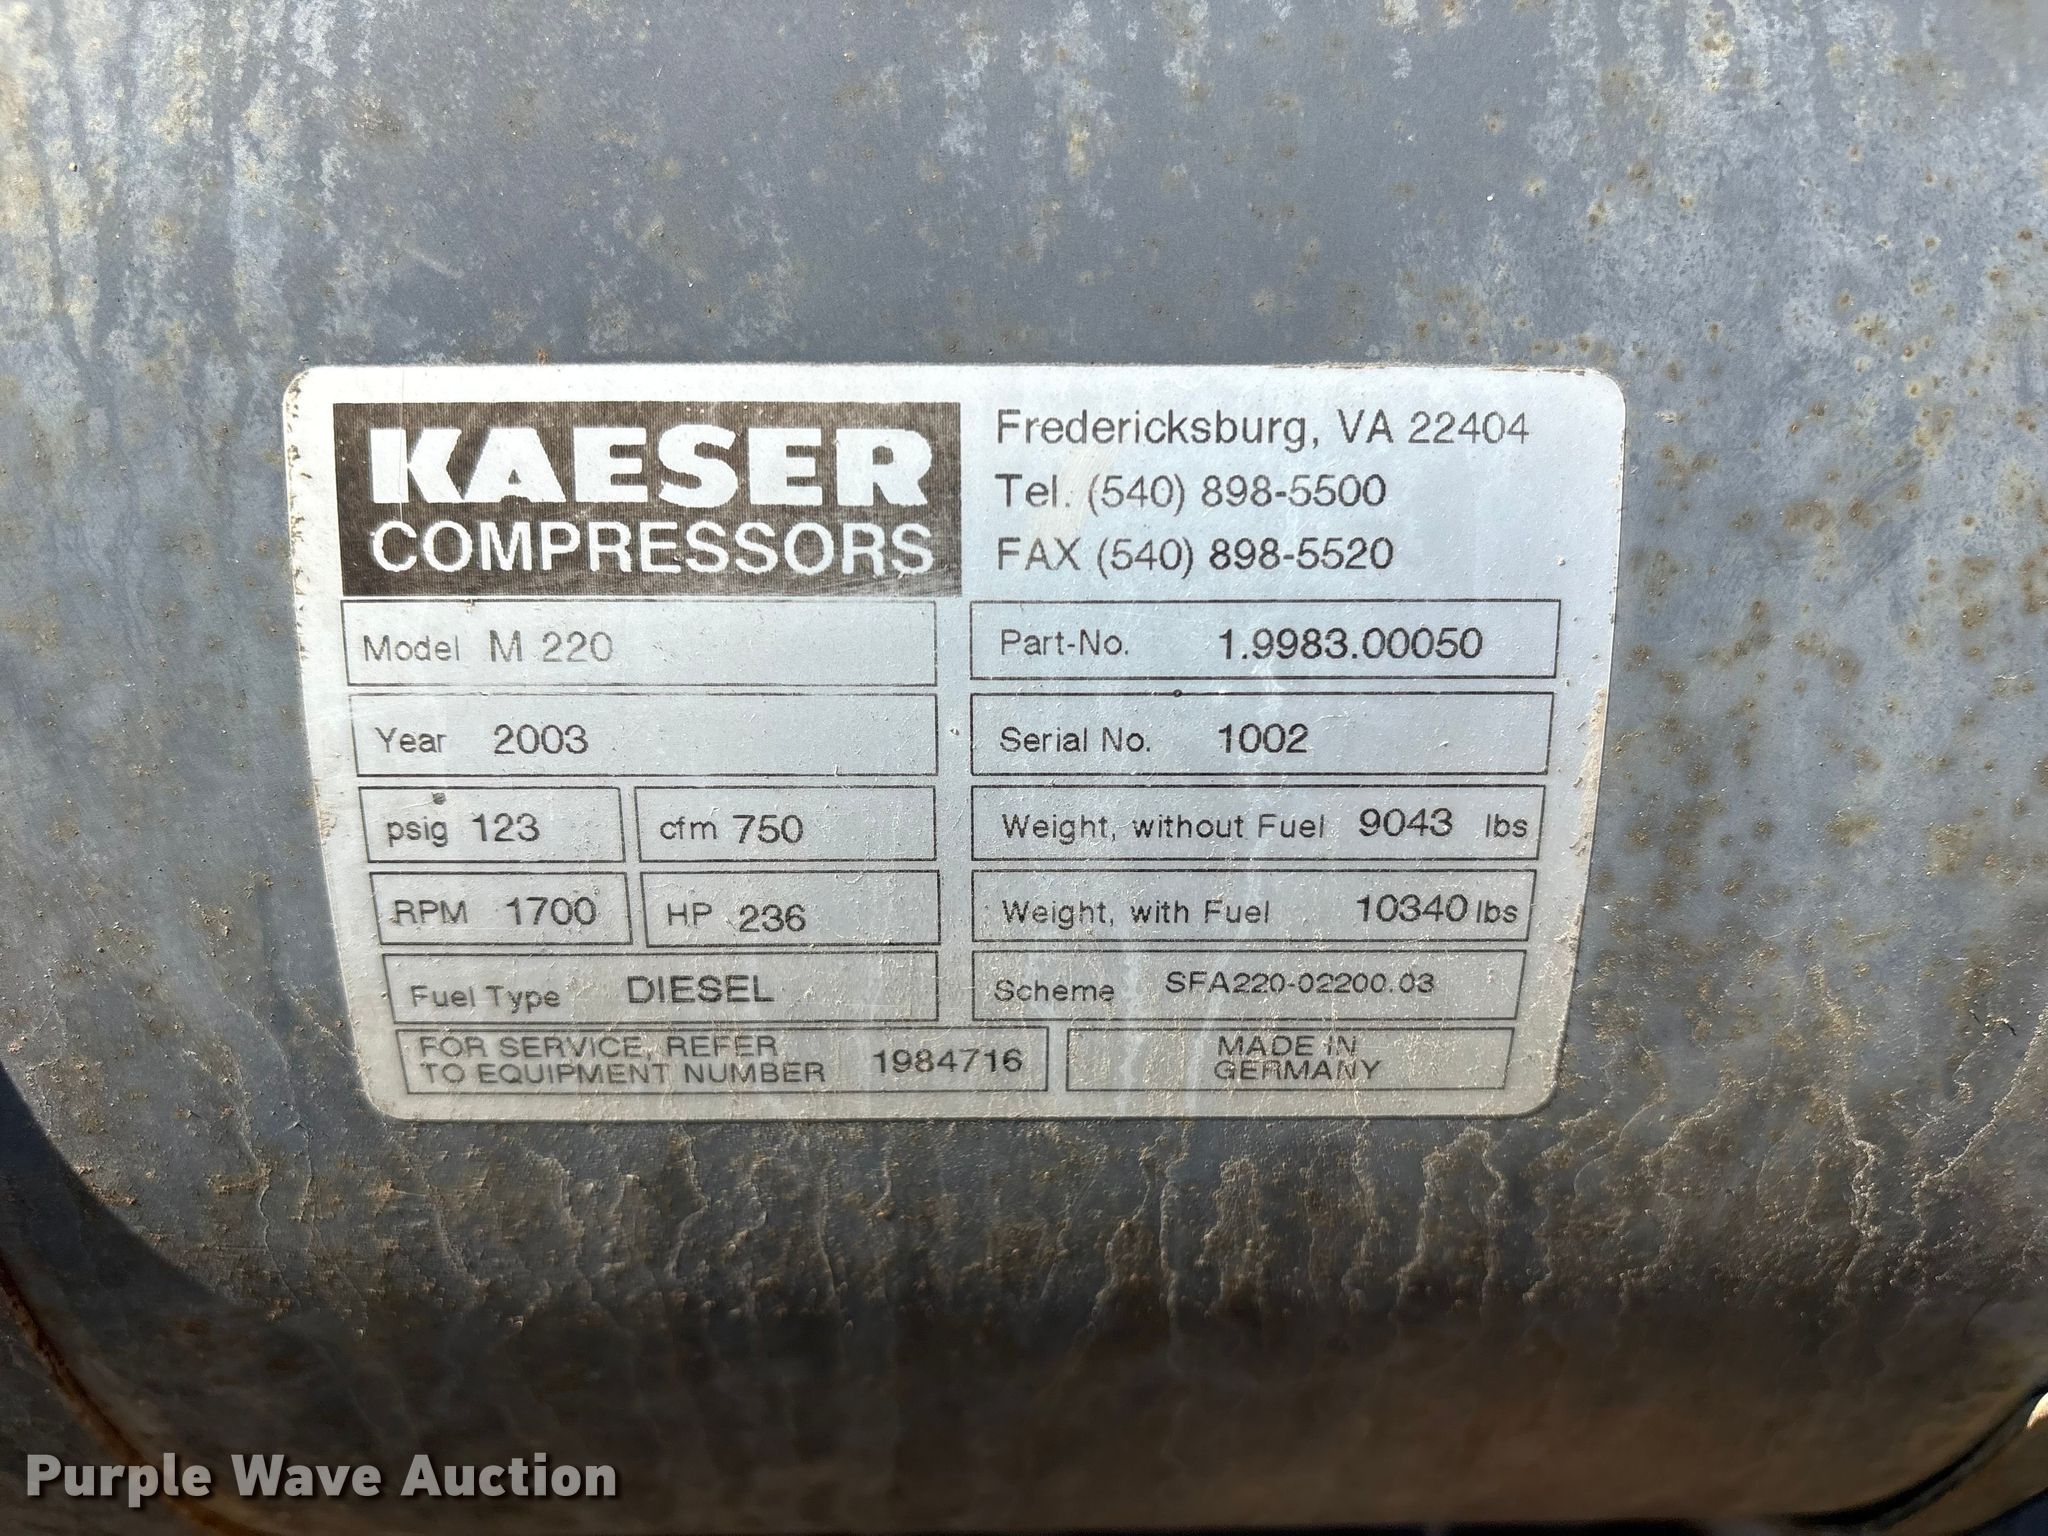 KAESER
COMPRESSORS
Fredericksburg, VA 22404
Tel. (540) 898-5500
FAX (540) 898-5520
Model M 220
Part-No. 1.9983.00050
Year 2003
Serial No. 1002
psig 123 cfm 750
Weight, without Fuel 9043 lbs
RPM 1700 HP 236
Weight, with Fuel 10340 lbs
Fuel Type DIESEL
Scheme SFA220-02200.03
FOR SERVICE, REFER
TO EQUIPMENT NUMBER 1984716
MADE IN
GERMANY
Purple Wave Auction